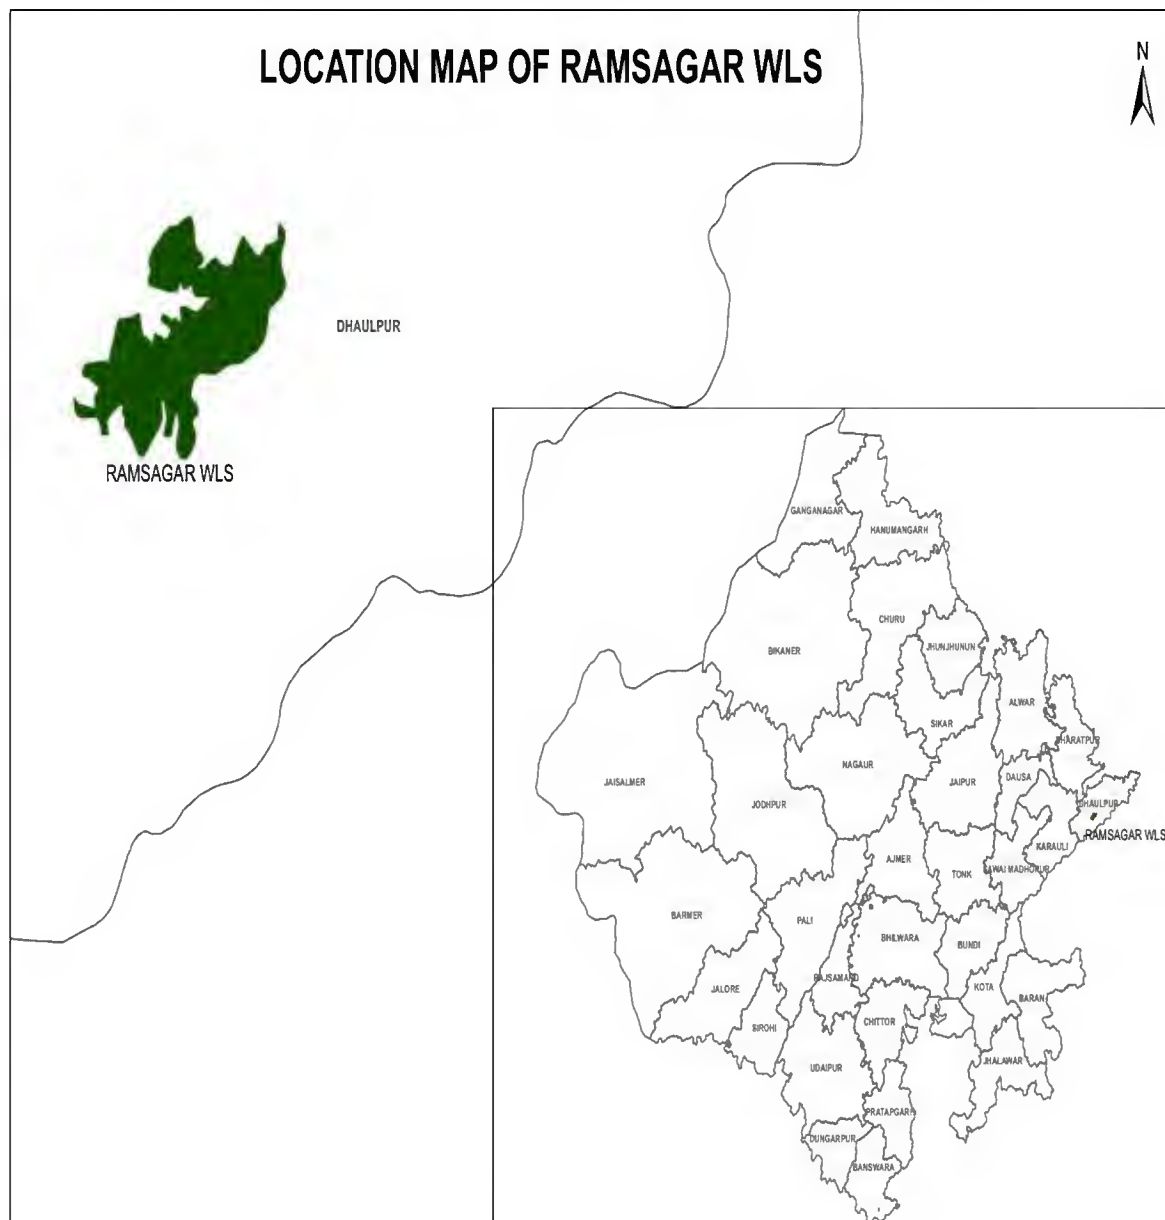 LOCATION MAP OF RAMSAGAR WLS
N
DHAULPUR
RAMSAGAR WLS
GANGANAGAR
HANUMANGARH
CHURU
JHUNJHUNUN
BIKANER
ALWAR
SIKAR
BHARATPUR
NAGAUR
JAISALMER
JAIPUR
DAUSA
JODHPUR
DHAULPUR
RAMSAGAR WLS
KARAULI
AJMER
SAWAI MADHOPUR
TONK
BARMER
PALI
BHILWARA
BUNDI
RAJSAMAND
JALORE
KOTA
BARAN
SIROHI
CHITTOR
JHALAWAR
UDAIPUR
PRATAPGARH
DUNGARPUR
BANSWARA